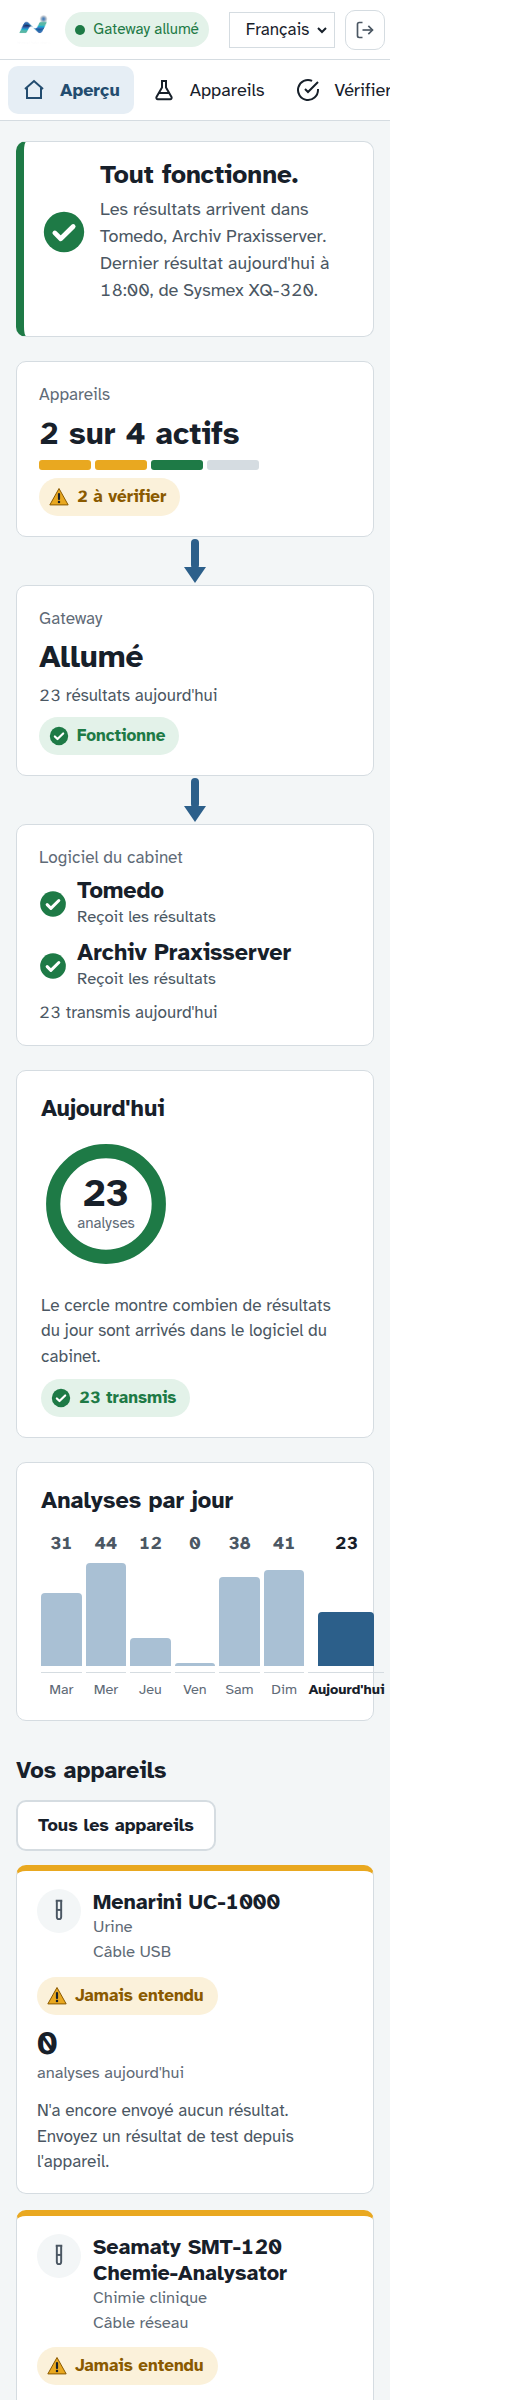 Gateway allumé
Français
Aperçu
Appareils
Vérifier
Tout fonctionne.
Les résultats arrivent dans
Tomedo, Archiv Praxisserver.
Dernier résultat aujourd'hui à
18:00, de Sysmex XQ-320.
Appareils
2 sur 4 actifs
2 à vérifier
Gateway
Allumé
23 résultats aujourd'hui
Fonctionne
Logiciel du cabinet
Tomedo
Reçoit les résultats
Archiv Praxisserver
Reçoit les résultats
23 transmis aujourd'hui
Aujourd'hui
23
analyses
Le cercle montre combien de résultats
du jour sont arrivés dans le logiciel du
cabinet.
23 transmis
Analyses par jour
31 44 12 0 38 41 23
Mar Mer Jeu Ven Sam Dim Aujourd'hui
Vos appareils
Tous les appareils
Menarini UC-1000
Urine
Câble USB
Jamais entendu
0
analyses aujourd'hui
N'a encore envoyé aucun résultat.
Envoyez un résultat de test depuis
l'appareil.
Seamaty SMT-120
Chemie-Analysator
Chimie clinique
Câble réseau
Jamais entendu